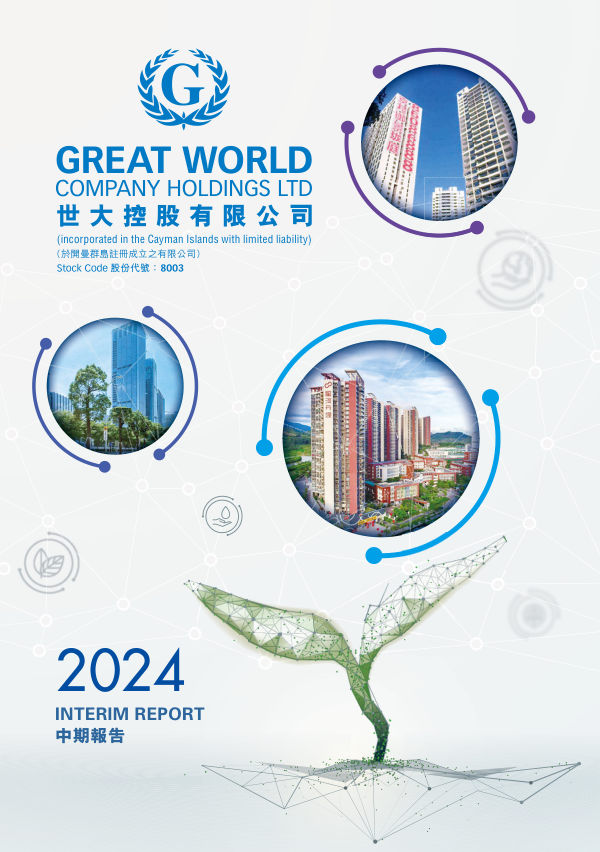 G
GREAT WORLD
COMPANY HOLDINGS LTD
世大控股有限公司
(incorporated in the Cayman Islands with limited liability)
(於開曼群島註冊成立之有限公司)
Stock Code 股份代號：8003
2024
INTERIM REPORT
中期報告